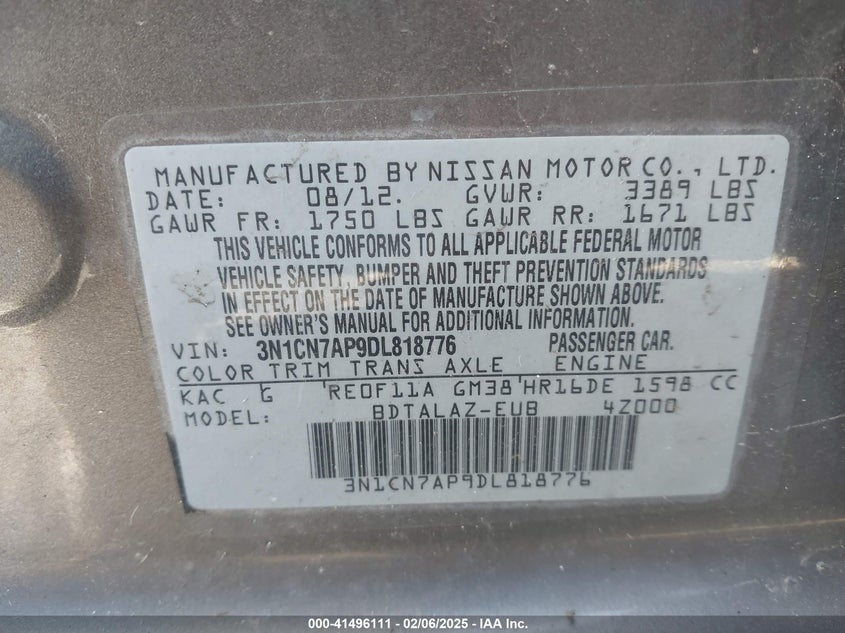 MANUFACTURED BY NISSAN MOTOR CO., LTD.
DATE: 08/12. GVWR: 3389 LBS
GAWR FR: 1750 LBS GAWR RR: 1671 LBS
THIS VEHICLE CONFORMS TO ALL APPLICABLE FEDERAL MOTOR
VEHICLE SAFETY, BUMPER AND THEFT PREVENTION STANDARDS
IN EFFECT ON THE DATE OF MANUFACTURE SHOWN ABOVE.
SEE OWNER'S MANUAL FOR ADDITIONAL INFORMATION.
VIN: 3N1CN7AP9DL818776 PASSENGER CAR.
COLOR TRIM TRANS AXLE ENGINE
KAC G 'RE0F11A GM38'HR16DE 1598 CC
MODEL: BDTALAZ-EUB 4Z000
3N1CN7AP9DL818776
000-41496111 - 02/06/2025 - IAA Inc.